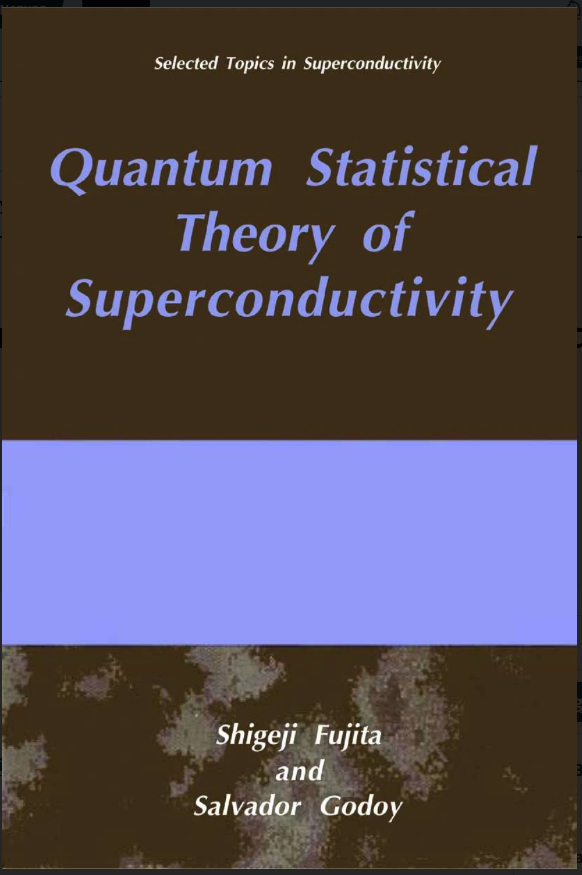 Selected Topics in Superconductivity
Quantum Statistical
Theory of
Superconductivity
Shigeji Fujita
and
Salvador Godoy